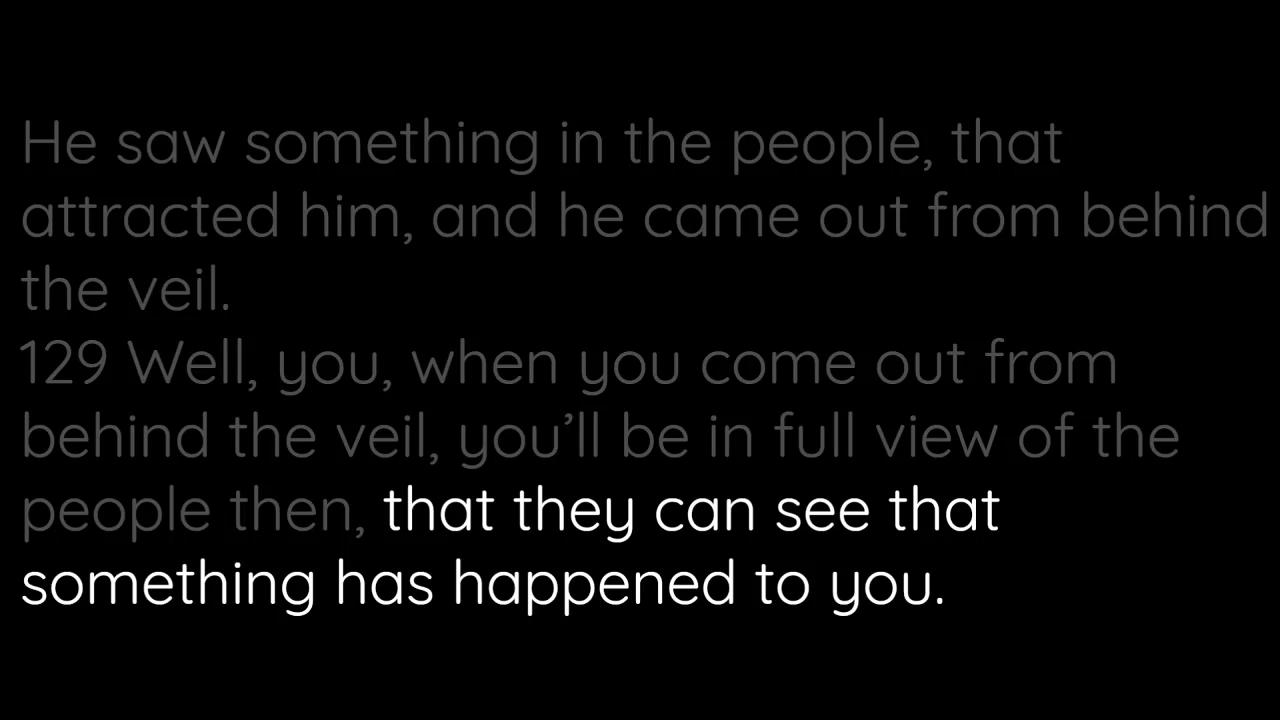 He saw something in the people, that
attracted him, and he came out from behind
the veil.
129 Well, you, when you come out from
behind the veil, you’ll be in full view of the
people then, that they can see that
something has happened to you.